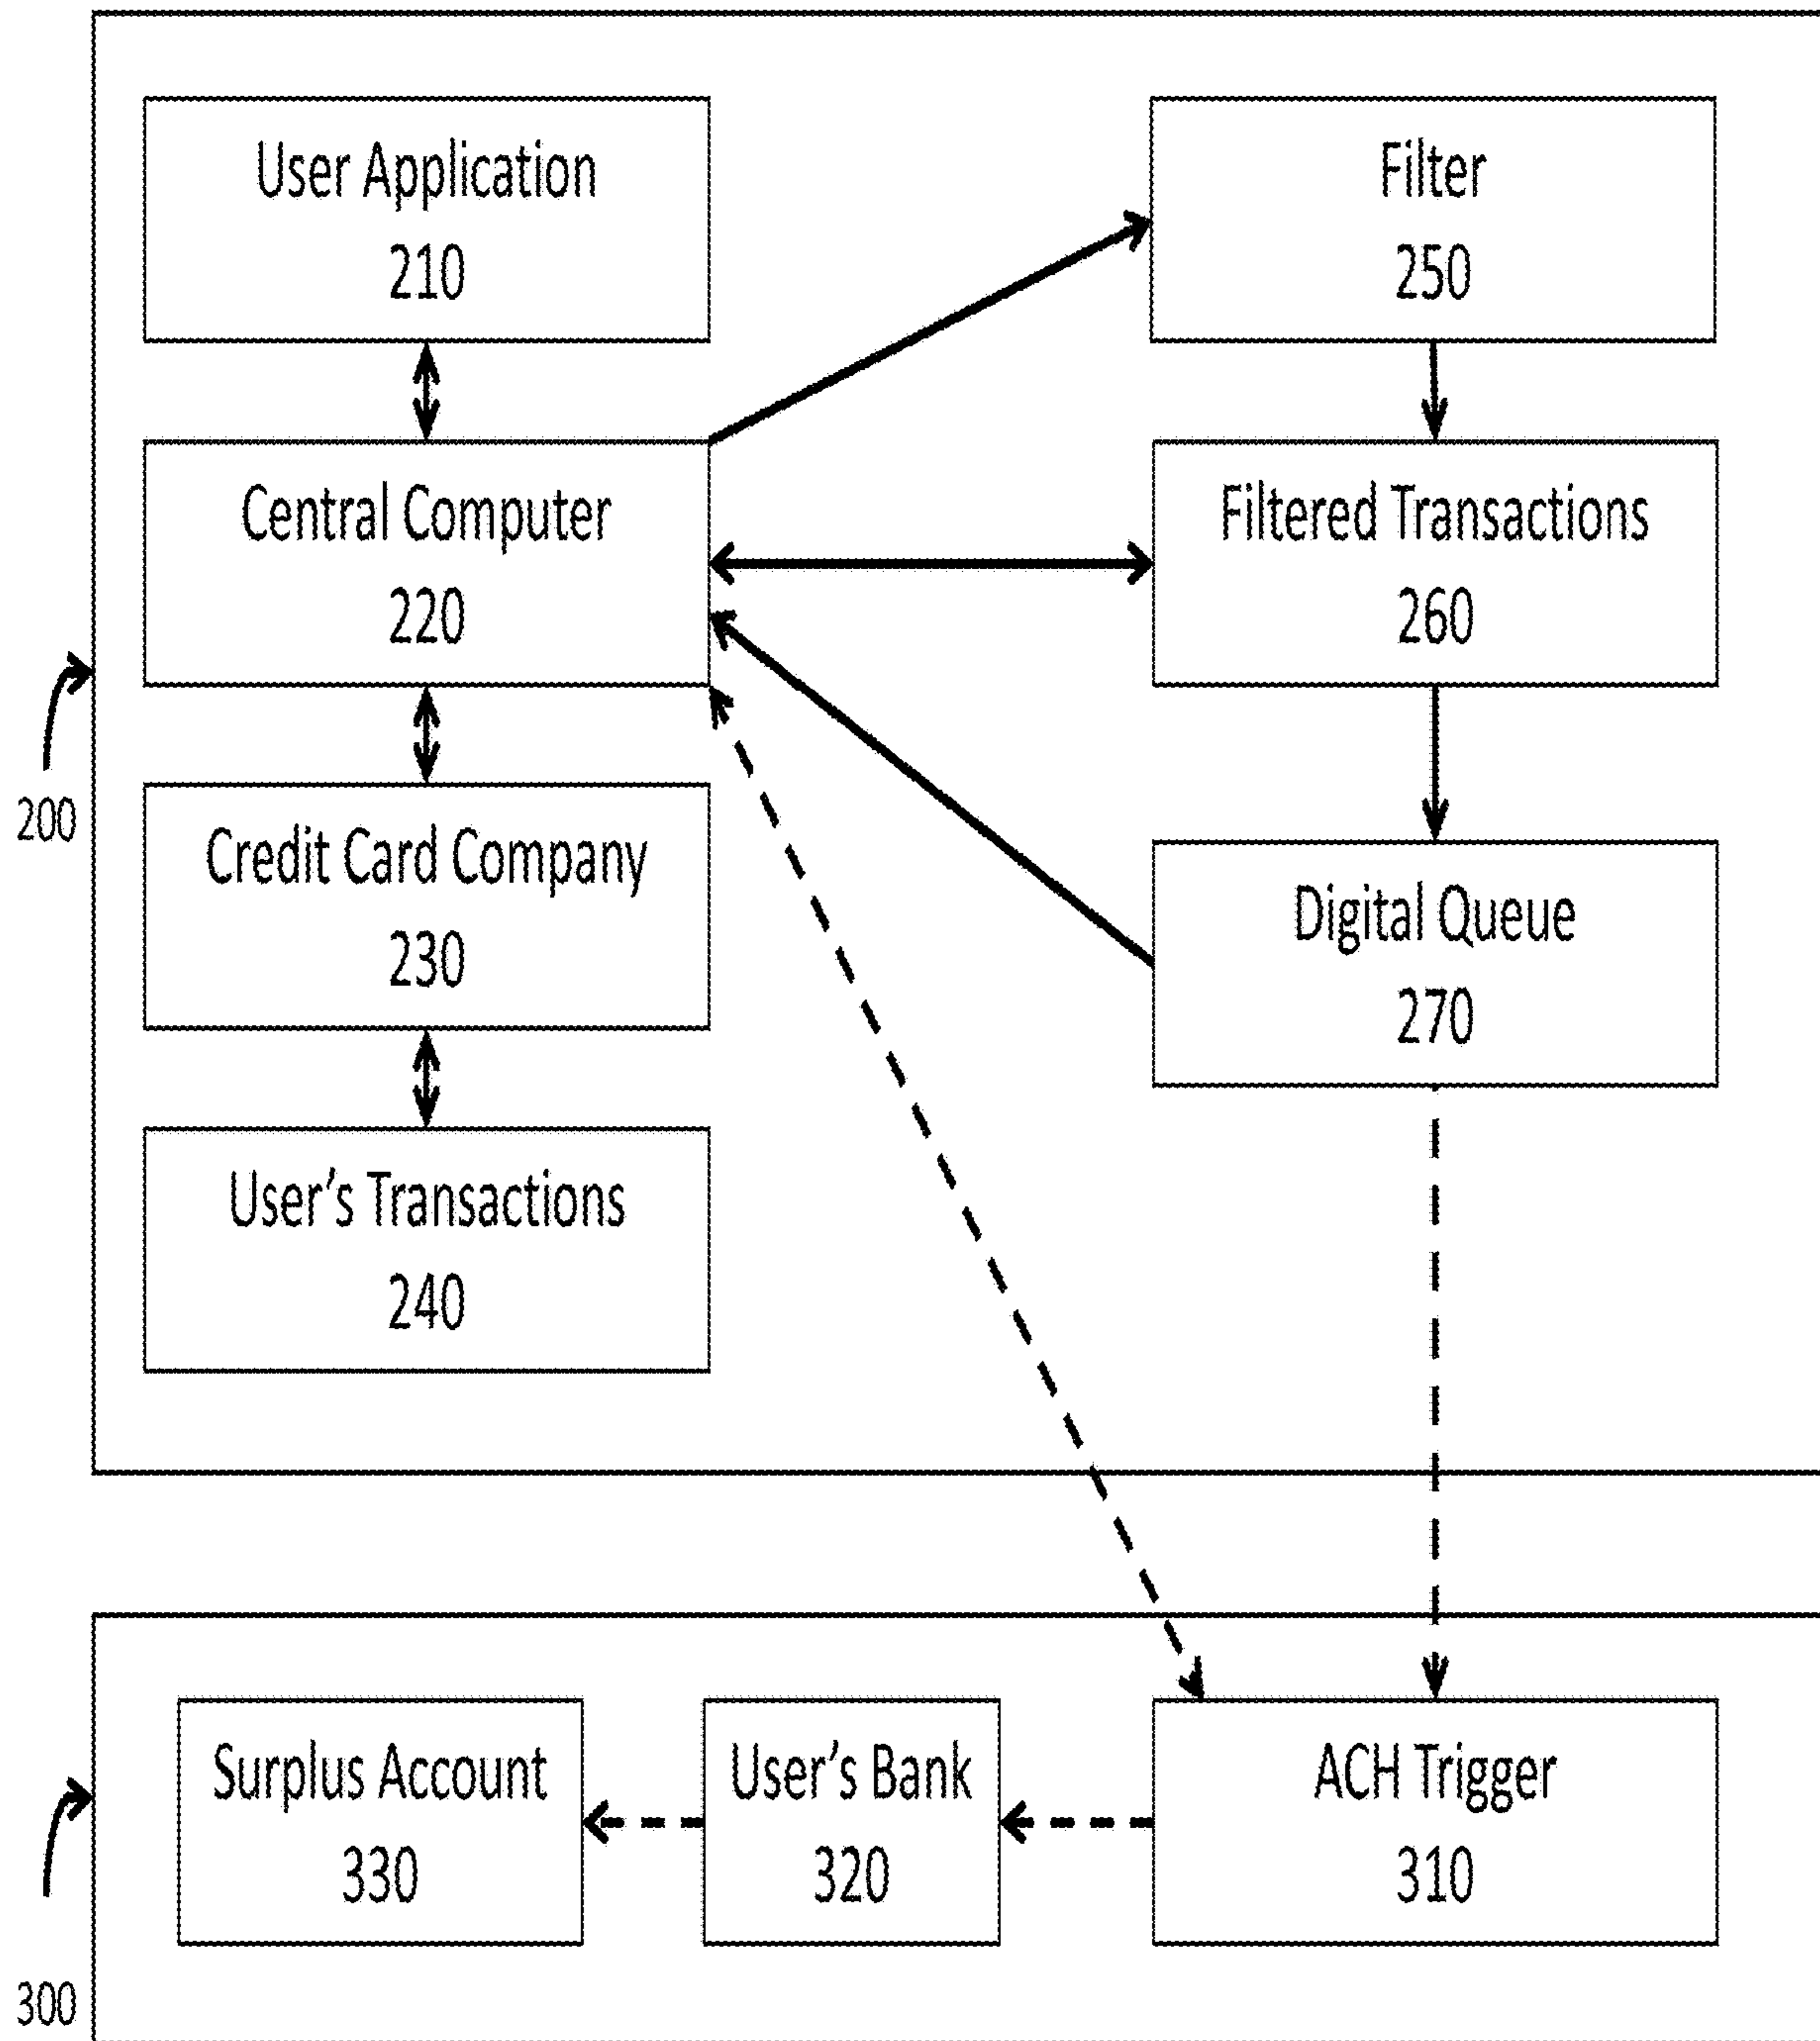 User Application
210
Filter
250
Central Computer
220
Filtered Transactions
260
200
Credit Card Company
230
Digital Queue
270
User’s Transactions
240
Surplus Account
330
User’s Bank
320
ACH Trigger
310
300